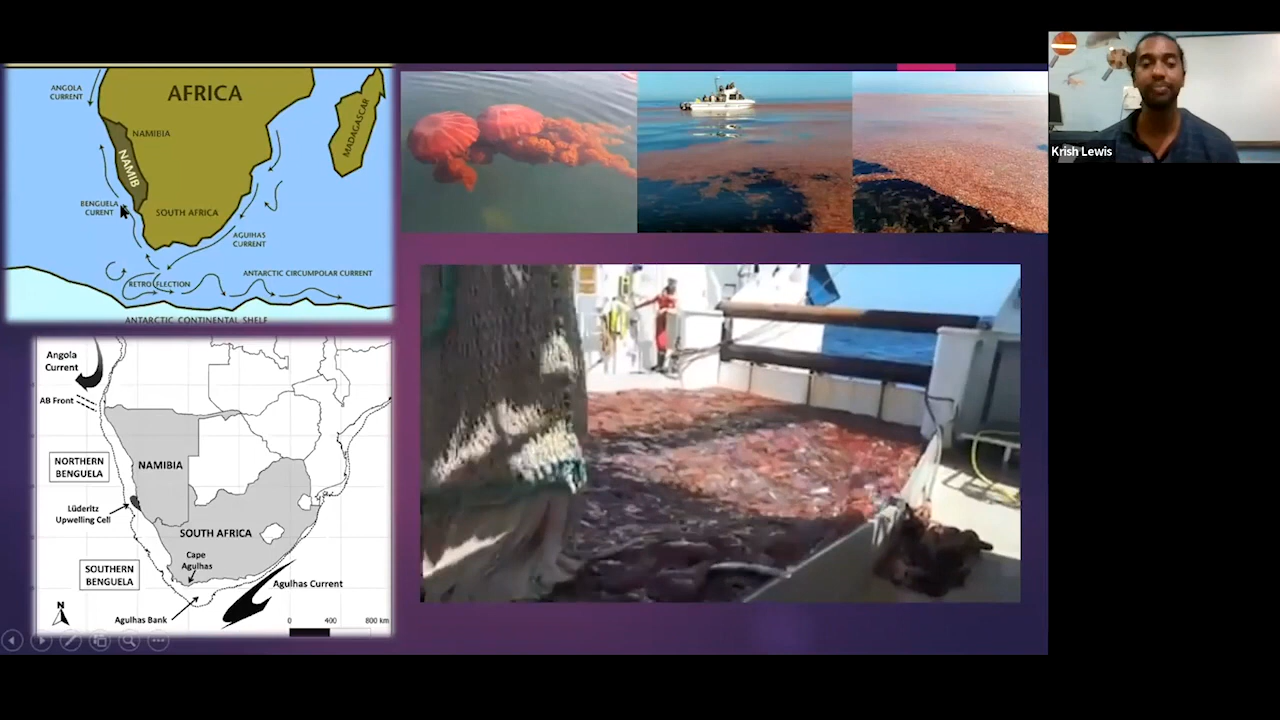 ANGOLA
CURRENT
AFRICA
MADAGASCAR
NAMIBIA
NAMIB
BENGUELA
CURENT
SOUTH AFRICA
AGUIHAS
CURRENT
ANTARCTIC CIRCUMPOLAR CURRENT
RETROFLECTION
ANTARCTIC CONTINENTAL SHELF
Krish Lewis
Angola
Current
AB Front
NORTHERN
BENGUELA
NAMIBIA
Lüderitz
Upwelling Cell
SOUTH AFRICA
Cape
Agulhas
SOUTHERN
BENGUELA
Agulhas Current
N
Agulhas Bank
0 400 800 km